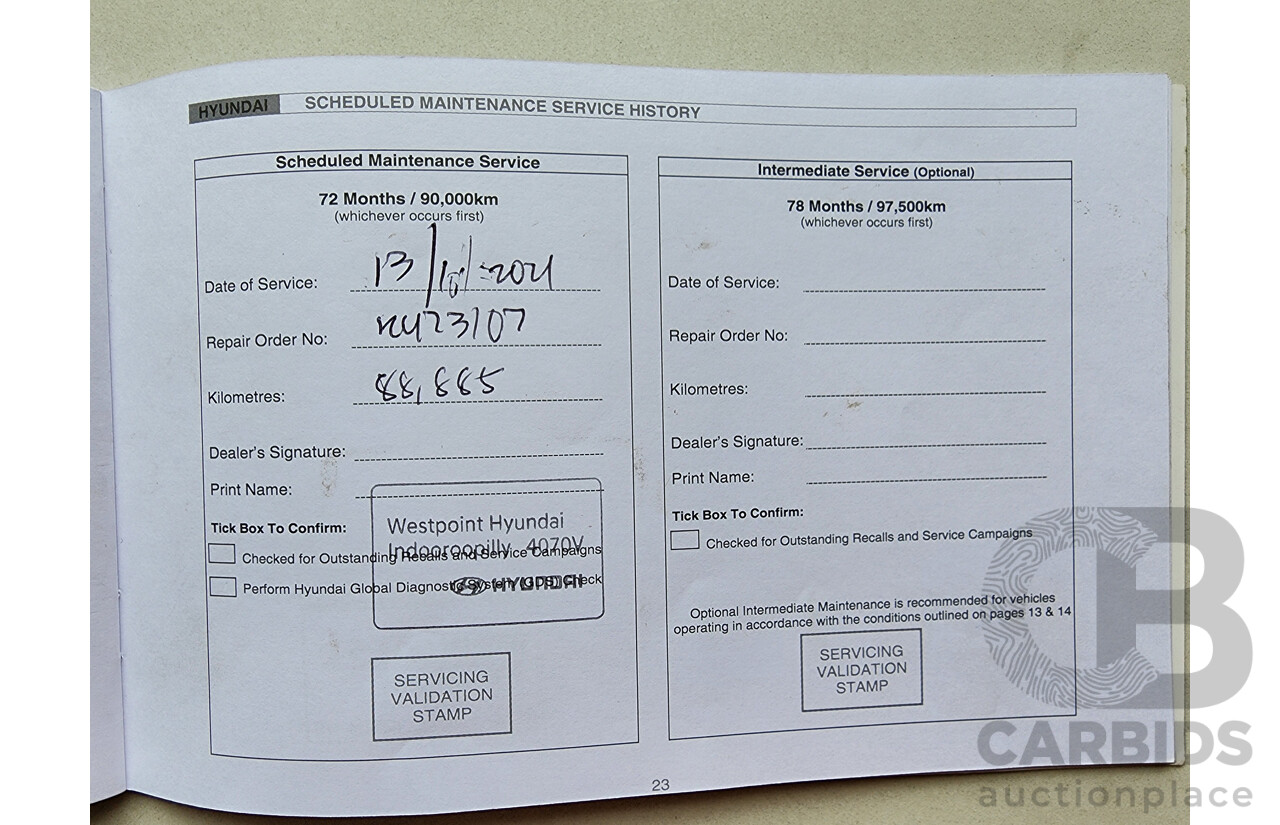 HYUNDAI SCHEDULED MAINTENANCE SERVICE HISTORY
Scheduled Maintenance Service
72 Months / 90,000km
(whichever occurs first)
Date of Service: 13/10/2021
Repair Order No:
Kilometres: 88,885
Dealer's Signature:
Print Name:
Tick Box To Confirm:
Checked for Outstanding Recalls and Service Campaigns
Perform Hyundai Global Diagnostic System (GDS) Check
Westpoint Hyundai
Indooroopilly 4070
HYUNDAI
SERVICING
VALIDATION
STAMP
Intermediate Service (Optional)
78 Months / 97,500km
(whichever occurs first)
Date of Service:
Repair Order No:
Kilometres:
Dealer's Signature:
Print Name:
Tick Box To Confirm:
Checked for Outstanding Recalls and Service Campaigns
Optional Intermediate Maintenance is recommended for vehicles
operating in accordance with the conditions outlined on pages 13 & 14
SERVICING
VALIDATION
STAMP
23
CB
CARBIDS
auctionplace